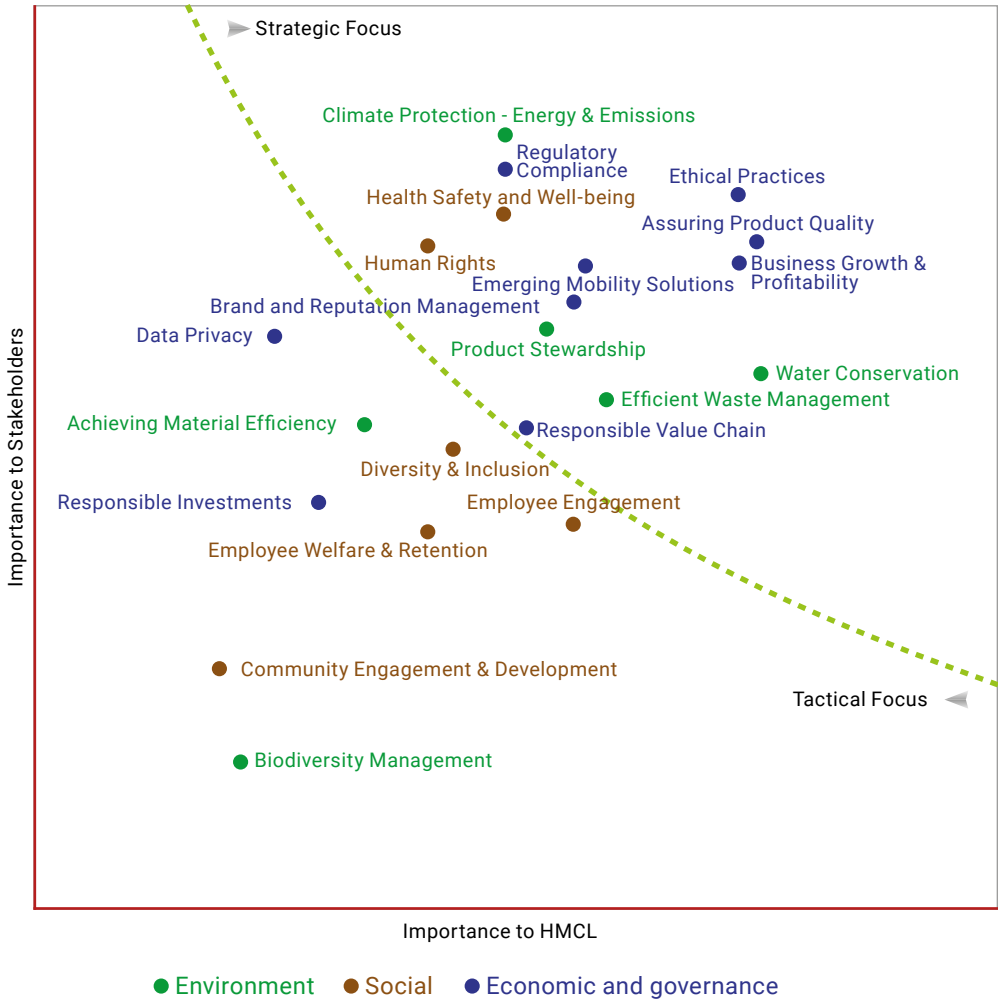 Strategic Focus
Climate Protection - Energy & Emissions
Regulatory
Compliance
Ethical Practices
Health Safety and Well-being
Assuring Product Quality
Human Rights
Business Growth &
Profitability
Emerging Mobility Solutions
Brand and Reputation Management
Data Privacy
Product Stewardship
Water Conservation
Efficient Waste Management
Achieving Material Efficiency
Responsible Value Chain
Diversity & Inclusion
Responsible Investments
Employee Engagement
Employee Welfare & Retention
Community Engagement & Development
Tactical Focus
Biodiversity Management
Importance to Stakeholders
Importance to HMCL
Environment
Social
Economic and governance